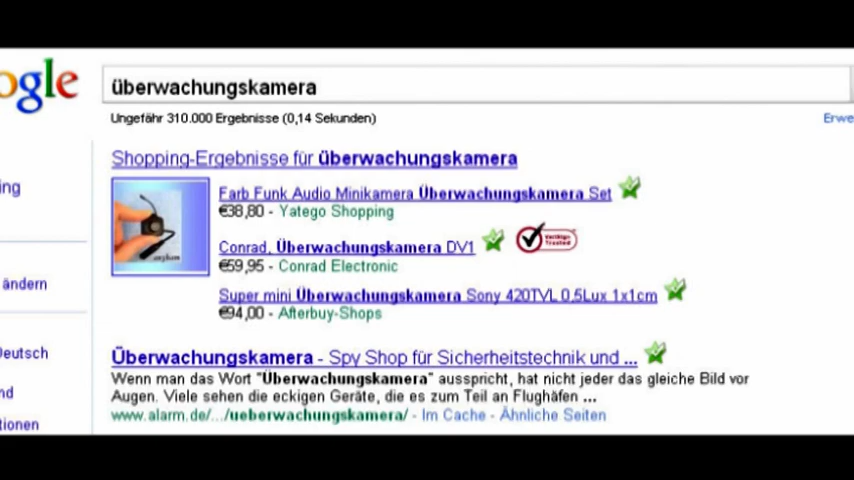 ogle
überwachungskamera
Ungefähr 310.000 Ergebnisse (0,14 Sekunden)
Erwe
Shopping-Ergebnisse für überwachungskamera
Farb Funk Audio Minikamera Überwachungskamera Set
€38,80 - Yatego Shopping
Conrad, Überwachungskamera DV1
€59,95 - Conrad Electronic
Super mini Überwachungskamera Sony 420TVL 0,5Lux 1x1cm
€94,00 - Afterbuy-Shops
Überwachungskamera - Spy Shop für Sicherheitstechnik und ...
Wenn man das Wort "Überwachungskamera" ausspricht, hat nicht jeder das gleiche Bild vor
Augen. Viele sehen die eckigen Geräte, die es zum Teil an Flughäfen ...
www.alarm.de/.../ueberwachungskamera/ - Im Cache - Ähnliche Seiten
ing
ändern
Deutsch
nd
tionen